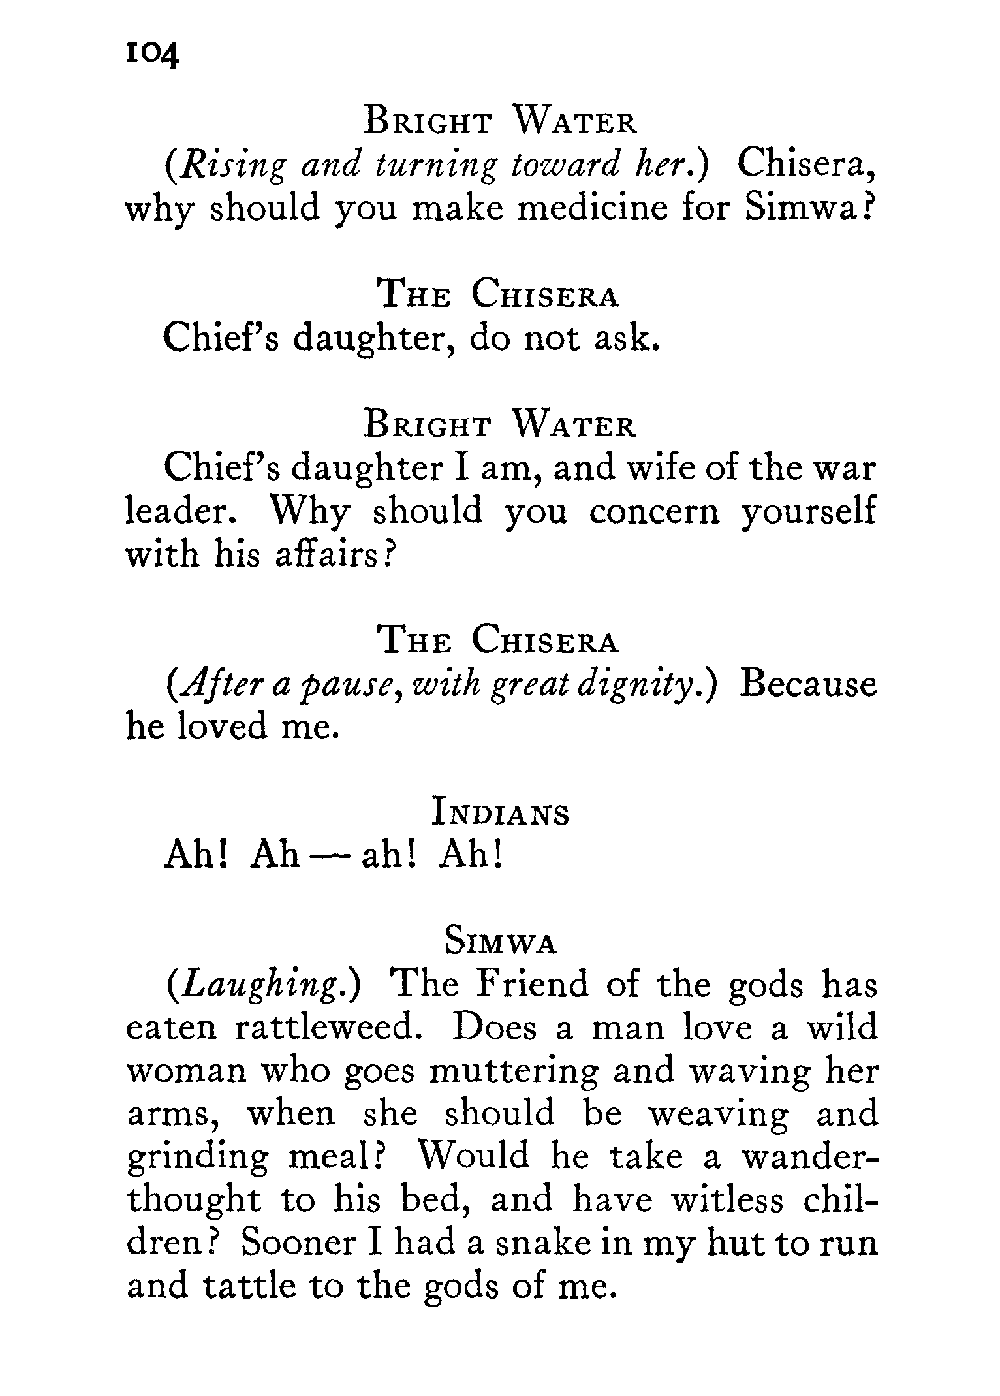 104
BRIGHT WATER
(Rising and turning toward her.) Chisera,
why should you make medicine for Simwa?
THE CHISERA
Chief's daughter, do not ask.
BRIGHT WATER
Chief's daughter I am, and wife of the war
leader. Why should you concern yourself
with his affairs?
THE CHISERA
(After a pause, with great dignity.) Because
he loved me.
INDIANS
Ah! Ah — ah! Ah!
SIMWA
(Laughing.) The Friend of the gods has
eaten rattleweed. Does a man love a wild
woman who goes muttering and waving her
arms, when she should be weaving and
grinding meal? Would he take a wander-
thought to his bed, and have witless chil-
dren? Sooner I had a snake in my hut to run
and tattle to the gods of me.